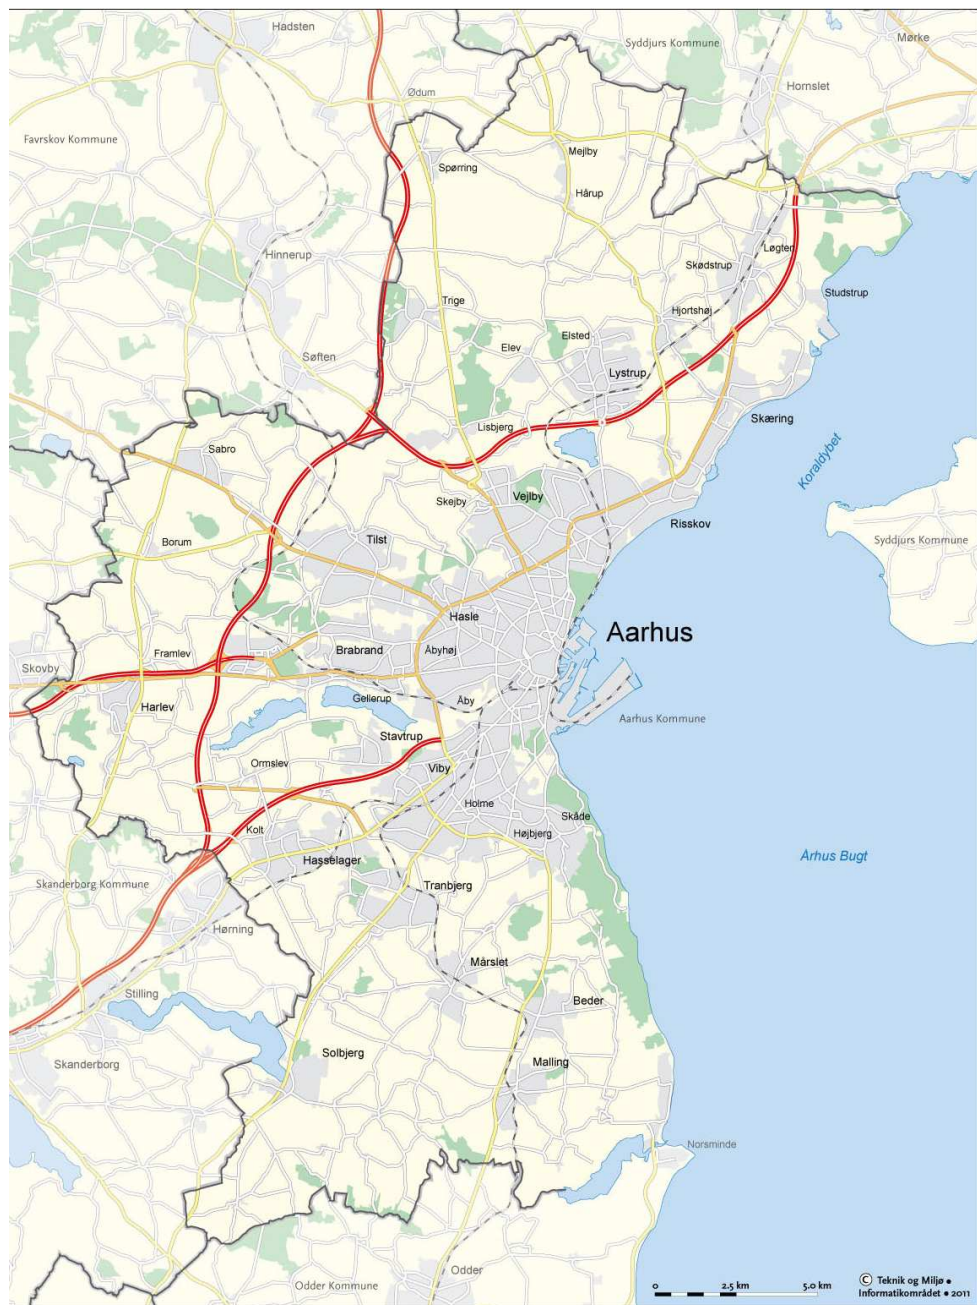 Hadsten
Syddjurs Kommune
Mørke
Hornslet
Ødum
Favrskov Kommune
Mejlby
Spørring
Hårup
Hinnerup
Løgten
Skødstrup
Studstrup
Trige
Hjortshøj
Elsted
Elev
Søften
Lystrup
Skæring
Lisbjerg
Sabro
Koraldybet
Skejby
Vejlby
Risskov
Tilst
Borum
Syddjurs Kommune
Hasle
Aarhus
Framlev
Brabrand
Åbyhøj
Skovby
Gellerup
Åby
Harlev
Aarhus Kommune
Stavtrup
Ormslev
Viby
Holme
Skåde
Kolt
Højbjerg
Hasselager
Århus Bugt
Skanderborg Kommune
Tranbjerg
Hørning
Mårslet
Stilling
Beder
Solbjerg
Malling
Skanderborg
Norsminde
Odder
Odder Kommune
0 2.5 km 5.0 km
© Teknik og Miljø •
Informatikområdet • 2011